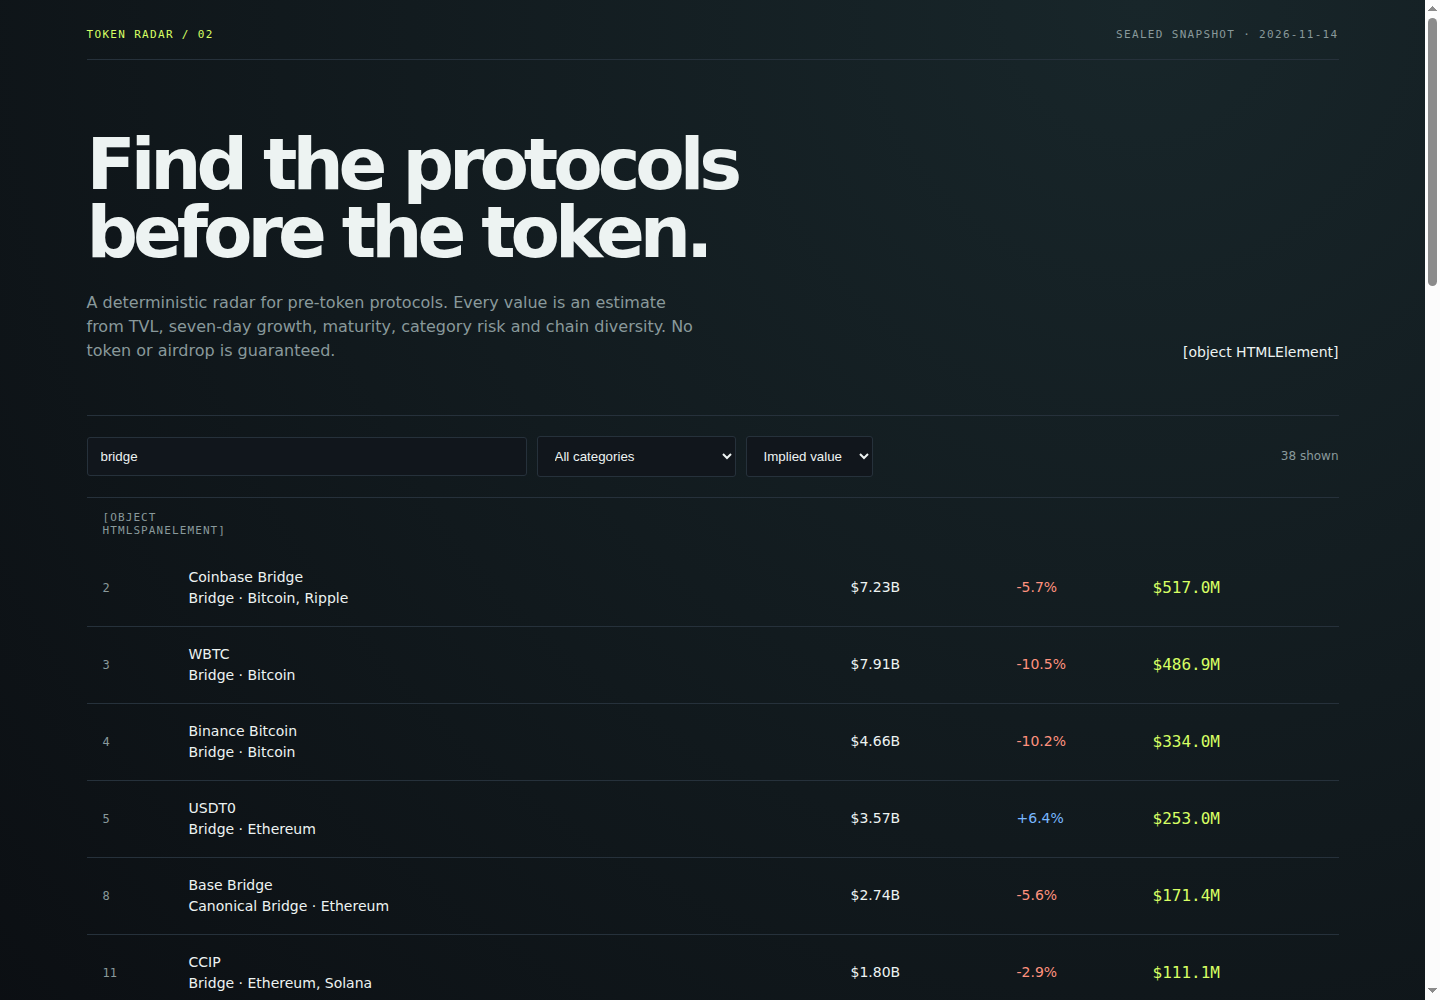 TOKEN RADAR / 02
SEALED SNAPSHOT · 2026-11-14
Find the protocols
before the token.
A deterministic radar for pre-token protocols. Every value is an estimate
from TVL, seven-day growth, maturity, category risk and chain diversity. No
token or airdrop is guaranteed.
[object HTMLElement]
bridge
All categories
Implied value
38 shown
[OBJECT
HTMLSPANELEMENT]
2
Coinbase Bridge
Bridge · Bitcoin, Ripple
$7.23B
-5.7%
$517.0M
3
WBTC
Bridge · Bitcoin
$7.91B
-10.5%
$486.9M
4
Binance Bitcoin
Bridge · Bitcoin
$4.66B
-10.2%
$334.0M
5
USDT0
Bridge · Ethereum
$3.57B
+6.4%
$253.0M
8
Base Bridge
Canonical Bridge · Ethereum
$2.74B
-5.6%
$171.4M
11
CCIP
Bridge · Ethereum, Solana
$1.80B
-2.9%
$111.1M